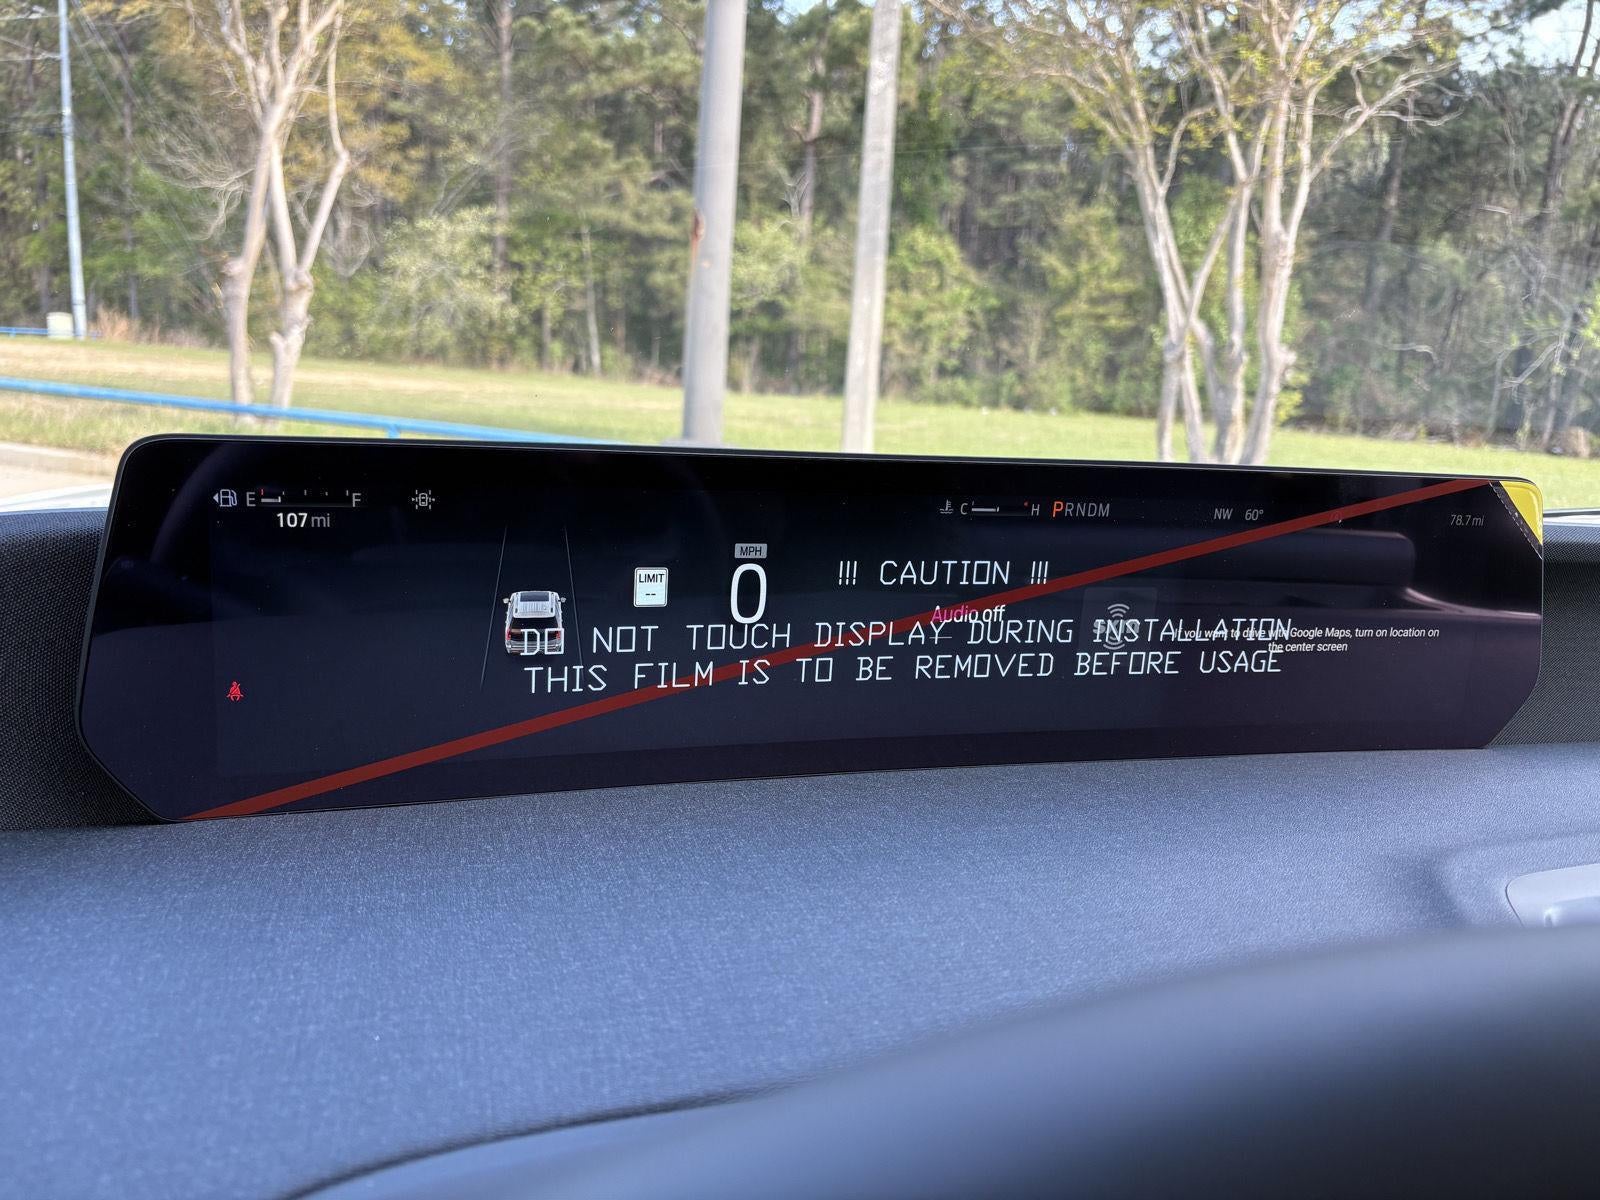 E F
107 mi
C H PRNDM
NW 60°
78.7 mi
LIMIT
--
MPH
0
!!! CAUTION !!!
Audio off
DO NOT TOUCH DISPLAY DURING INSTALLATION
THIS FILM IS TO BE REMOVED BEFORE USAGE
If you want to drive with Google Maps, turn on location on
the center screen